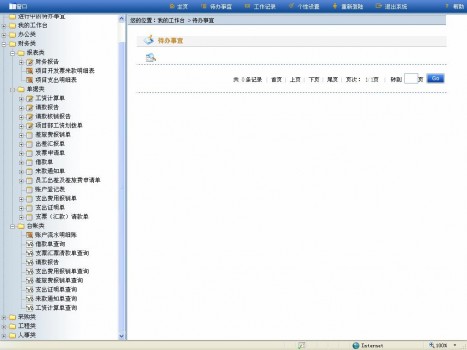 窗口 主页 待办事宜 工作记录 个性设置 重新登陆 退出系统 帮助
您的位置：我的工作台 > 待办事宜
进行中的待办事宜
我的工作台
办公类
财务类
报表类
财务报告
项目开发票来款明细表
项目支出明细表
单据类
工资计算单
请款报告
请款核销报告
项目部工资划拨单
差旅费报销单
出差汇报单
发票申请单
借款单
来款通知单
员工出差及差旅费申请单
账户登记表
支出费用报销单
支出证明单
支票（汇款）请款单
台账类
账户流水明细账
借款单查询
支票汇票请款单查询
请款报告
支出费用报销单查询
差旅费报销单查询
支出证明单查询
来款通知单查询
工资计算单查询
采购类
工程类
人事类
待办事宜
共 0 条记录 首页 | 上页 | 下页 | 尾页 | 页次： 1/1页 转到 页 Go
Internet 100%